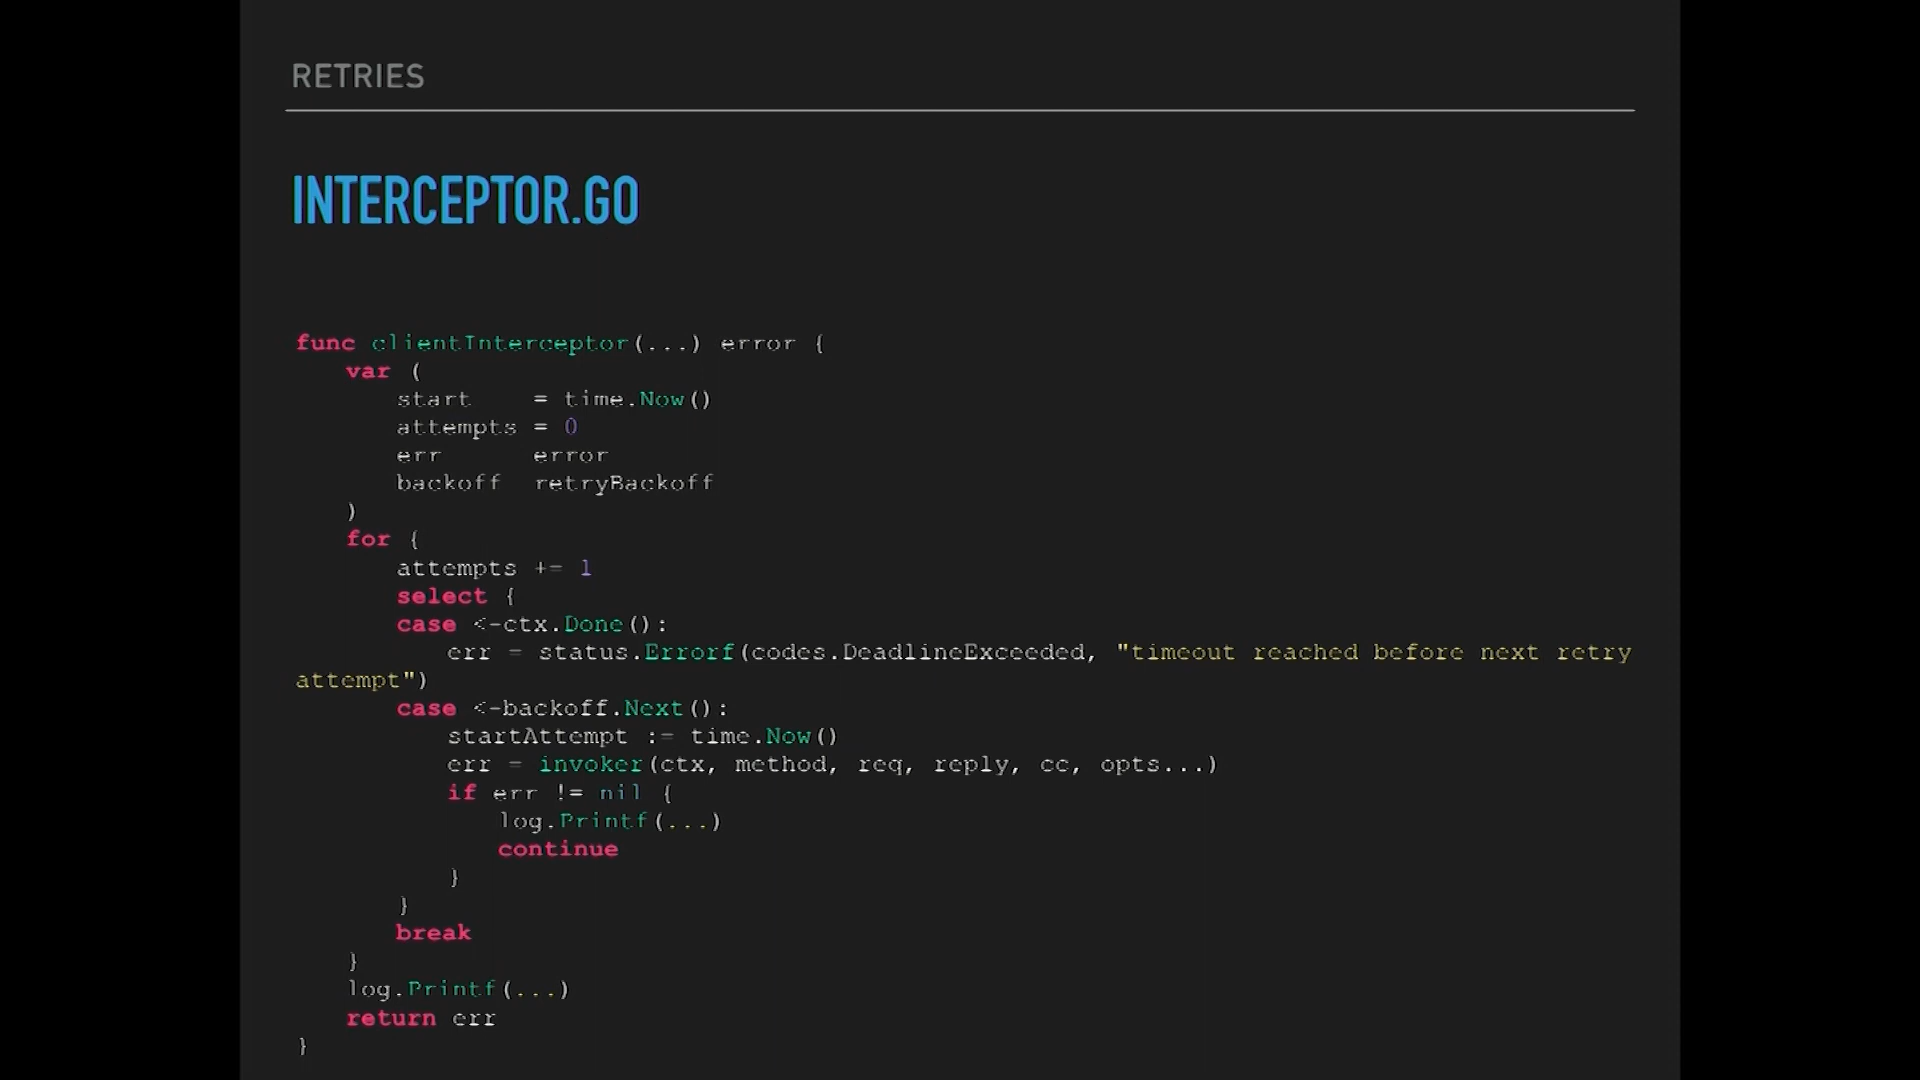 RETRIES
INTERCEPTOR.GO
func clientInterceptor(...) error {
    var (
        start    = time.Now()
        attempts = 0
        err      error
        backoff  retryBackoff
    )
    for {
        attempts += 1
        select {
        case <-ctx.Done():
            err = status.Errorf(codes.DeadlineExceeded, "timeout reached before next retry
attempt")
        case <-backoff.Next():
            startAttempt := time.Now()
            err = invoker(ctx, method, req, reply, cc, opts...)
            if err != nil {
                log.Printf(...)
                continue
            }
        }
        break
    }
    log.Printf(...)
    return err
}